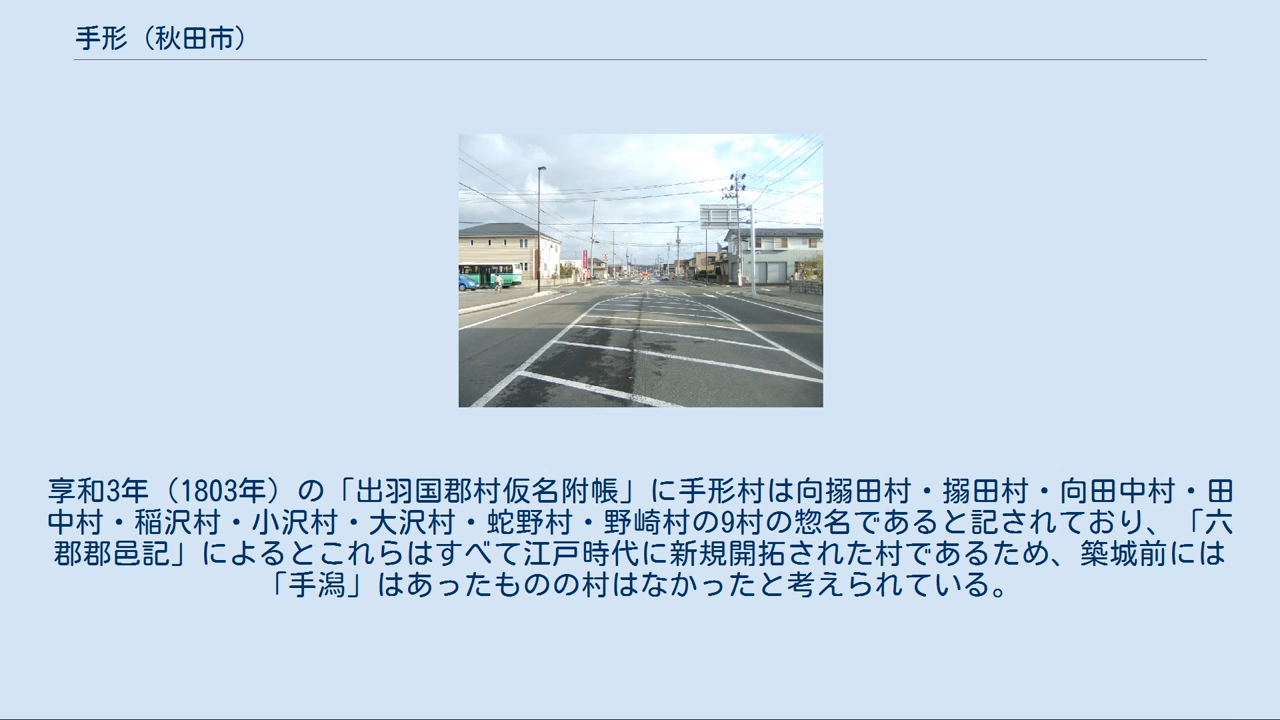 手形（秋田市）
享和3年（1803年）の「出羽国郡村仮名附帳」に手形村は向搦田村・搦田村・向田中村・田
中村・稲沢村・小沢村・大沢村・蛇野村・野崎村の9村の惣名であると記されており、「六
郡郡邑記」によるとこれらはすべて江戸時代に新規開拓された村であるため、築城前には
「手潟」はあったものの村はなかったと考えられている。